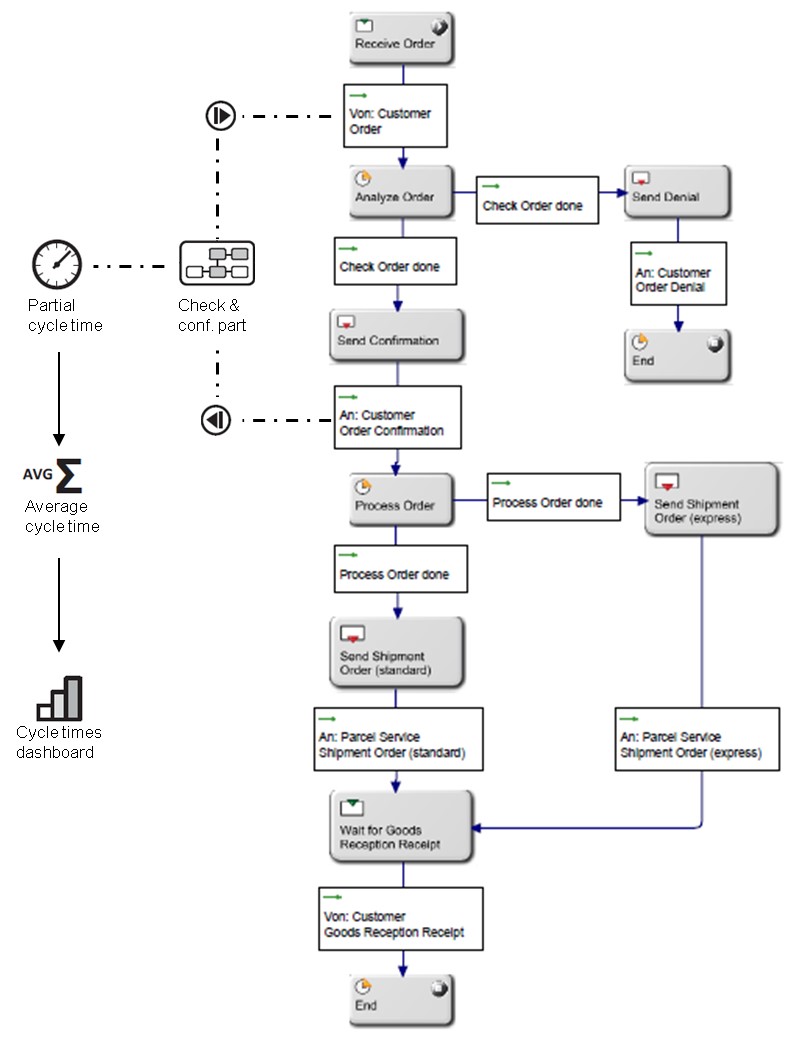 Receive Order
Von: Customer
Order
Analyze Order
Check Order done
Send Denial
Check Order done
An: Customer
Order Denial
Partial
cycle time
Check &
conf. part
Send Confirmation
End
An: Customer
Order Confirmation
AVG Σ
Average
cycle time
Process Order
Process Order done
Send Shipment
Order (express)
Process Order done
Send Shipment
Order (standard)
Cycle times
dashboard
An: Parcel Service
Shipment Order (standard)
An: Parcel Service
Shipment Order (express)
Wait for Goods
Reception Receipt
Von: Customer
Goods Reception Receipt
End